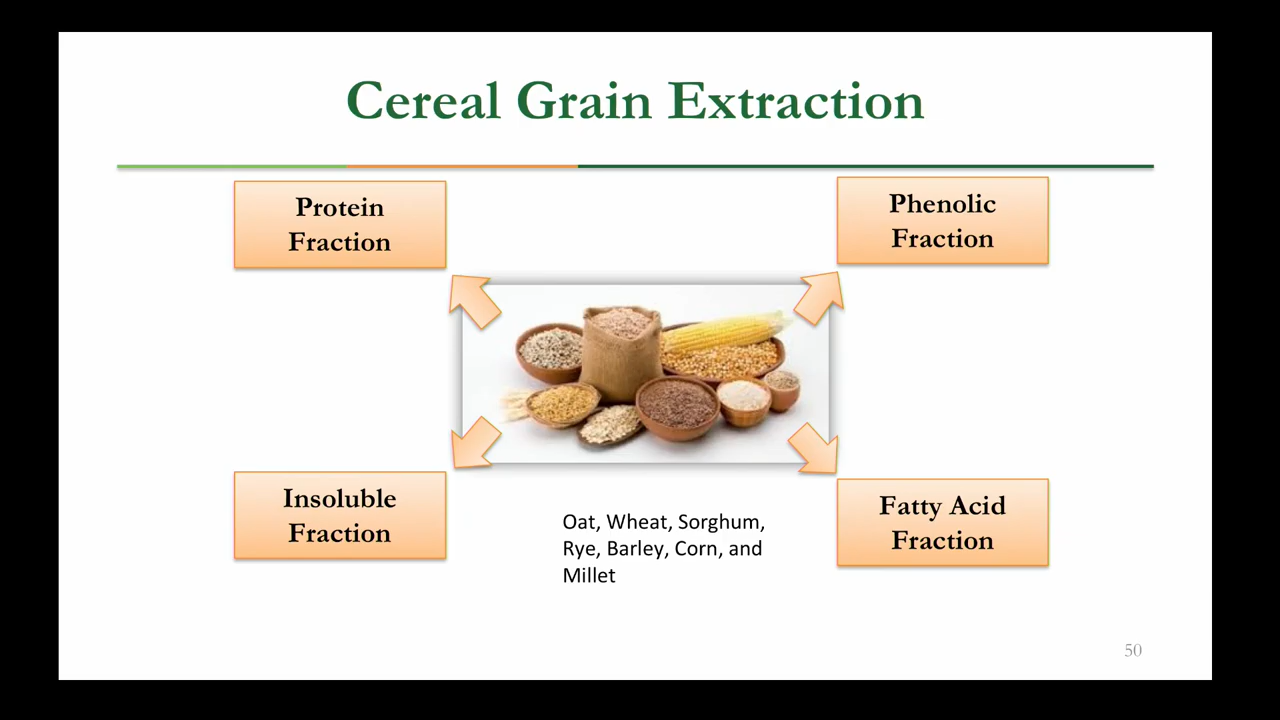 Cereal Grain Extraction
Protein
Fraction
Phenolic
Fraction
Insoluble
Fraction
Oat, Wheat, Sorghum,
Rye, Barley, Corn, and
Millet
Fatty Acid
Fraction
50